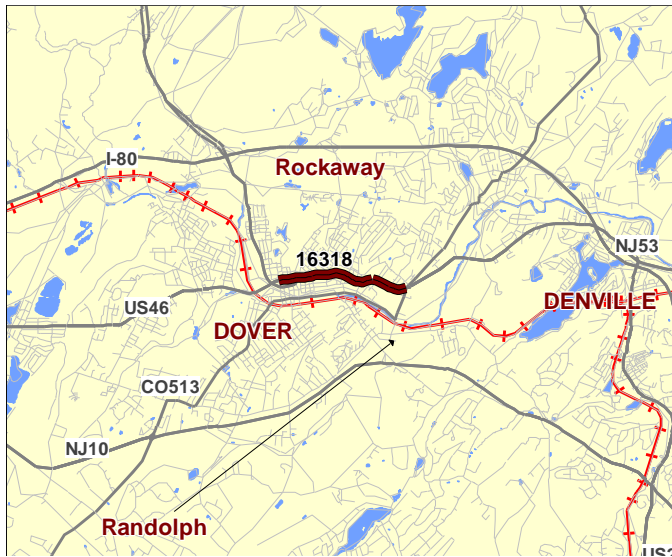 I-80
Rockaway
NJ53
16318
US46
DOVER
DENVILLE
CO513
NJ10
Randolph